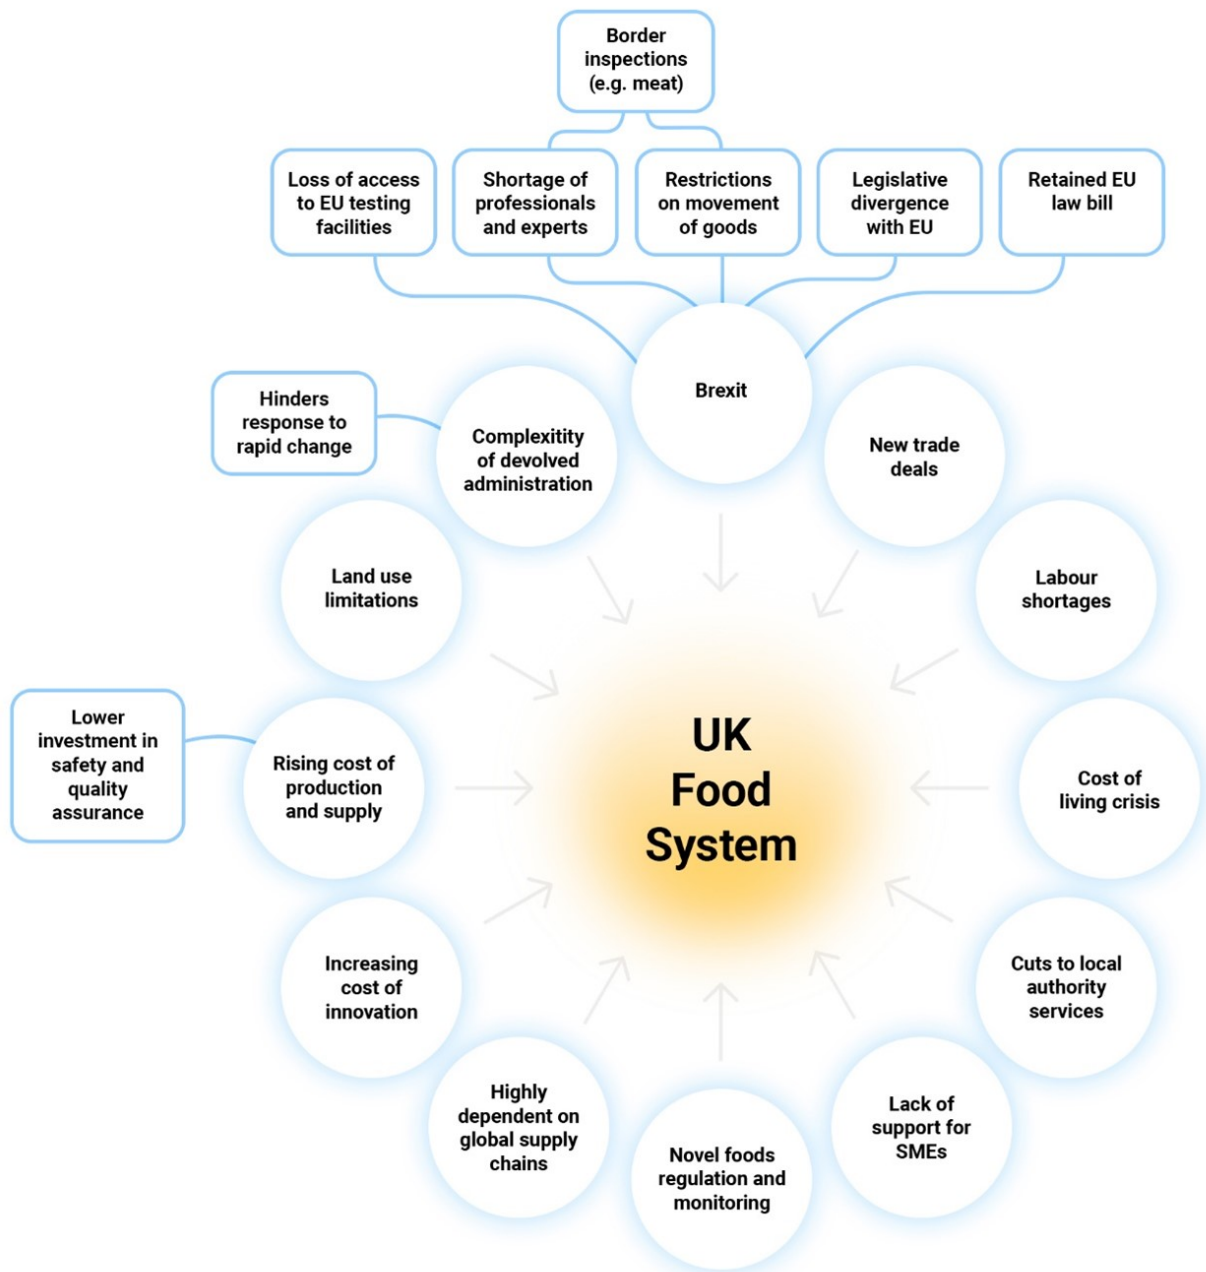 Border
inspections
(e.g. meat)
Loss of access
to EU testing
facilities
Shortage of
professionals
and experts
Restrictions
on movement
of goods
Legislative
divergence
with EU
Retained EU
law bill
Brexit
Hinders
response to
rapid change
Complexitity
of devolved
administration
New trade
deals
Land use
limitations
Labour
shortages
Lower
investment in
safety and
quality
assurance
Rising cost of
production
and supply
UK
Food
System
Cost of
living crisis
Increasing
cost of
innovation
Cuts to local
authority
services
Highly
dependent on
global supply
chains
Novel foods
regulation and
monitoring
Lack of
support for
SMEs